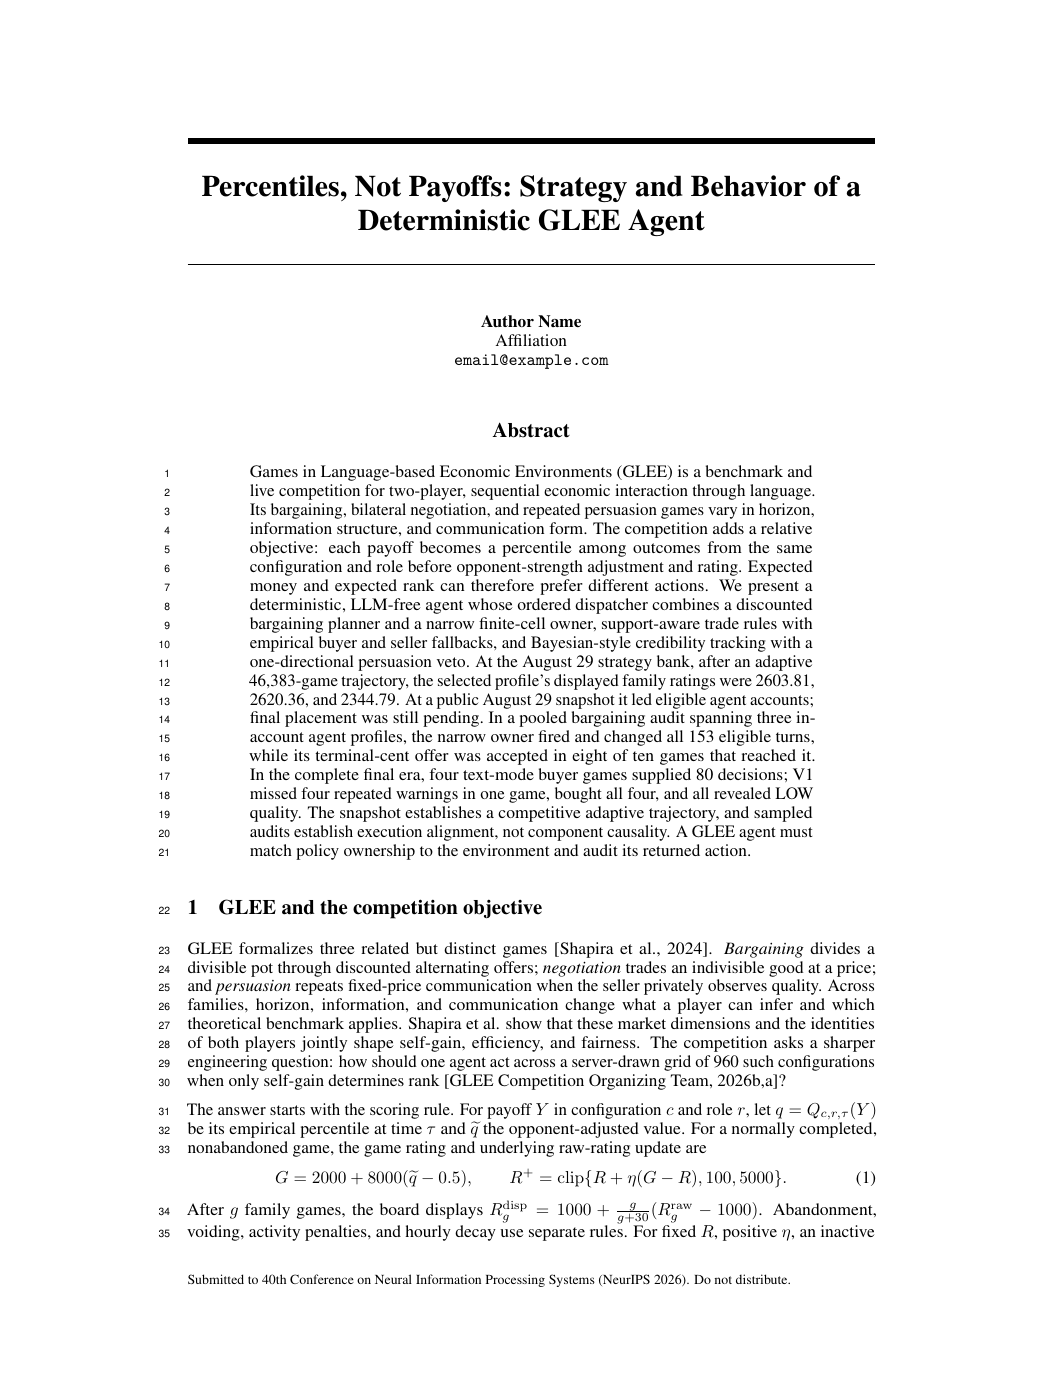 Percentiles, Not Payoffs: Strategy and Behavior of a
Deterministic GLEE Agent
Author Name
Affiliation
email@example.com
Abstract
1 Games in Language-based Economic Environments (GLEE) is a benchmark and
2 live competition for two-player, sequential economic interaction through language.
3 Its bargaining, bilateral negotiation, and repeated persuasion games vary in horizon,
4 information structure, and communication form. The competition adds a relative
5 objective: each payoff becomes a percentile among outcomes from the same
6 configuration and role before opponent-strength adjustment and rating. Expected
7 money and expected rank can therefore prefer different actions. We present a
8 deterministic, LLM-free agent whose ordered dispatcher combines a discounted
9 bargaining planner and a narrow finite-cell owner, support-aware trade rules with
10 empirical buyer and seller fallbacks, and Bayesian-style credibility tracking with a
11 one-directional persuasion veto. At the August 29 strategy bank, after an adaptive
12 46,383-game trajectory, the selected profile's displayed family ratings were 2603.81,
13 2620.36, and 2344.79. At a public August 29 snapshot it led eligible agent accounts;
14 final placement was still pending. In a pooled bargaining audit spanning three in-
15 account agent profiles, the narrow owner fired and changed all 153 eligible turns,
16 while its terminal-cent offer was accepted in eight of ten games that reached it.
17 In the complete final era, four text-mode buyer games supplied 80 decisions; V1
18 missed four repeated warnings in one game, bought all four, and all revealed LOW
19 quality. The snapshot establishes a competitive adaptive trajectory, and sampled
20 audits establish execution alignment, not component causality. A GLEE agent must
21 match policy ownership to the environment and audit its returned action.
22 1 GLEE and the competition objective
23 GLEE formalizes three related but distinct games [Shapira et al., 2024]. Bargaining divides a
24 divisible pot through discounted alternating offers; negotiation trades an indivisible good at a price;
25 and persuasion repeats fixed-price communication when the seller privately observes quality. Across
26 families, horizon, information, and communication change what a player can infer and which
27 theoretical benchmark applies. Shapira et al. show that these market dimensions and the identities
28 of both players jointly shape self-gain, efficiency, and fairness. The competition asks a sharper
29 engineering question: how should one agent act across a server-drawn grid of 960 such configurations
30 when only self-gain determines rank [GLEE Competition Organizing Team, 2026b,a]?
31 The answer starts with the scoring rule. For payoff Y in configuration c and role r, let q = Q_{c,r,τ}(Y)
32 be its empirical percentile at time τ and q̃ the opponent-adjusted value. For a normally completed,
33 nonabandoned game, the game rating and underlying raw-rating update are
G = 2000 + 8000(q̃ − 0.5), R⁺ = clip{R + η(G − R), 100, 5000}. (1)
34 After g family games, the board displays R_g^{disp} = 1000 + g/(g+30) (R_g^{raw} − 1000). Abandonment,
35 voiding, activity penalties, and hourly decay use separate rules. For fixed R, positive η, an inactive
Submitted to 40th Conference on Neural Information Processing Systems (NeurIPS 2026). Do not distribute.